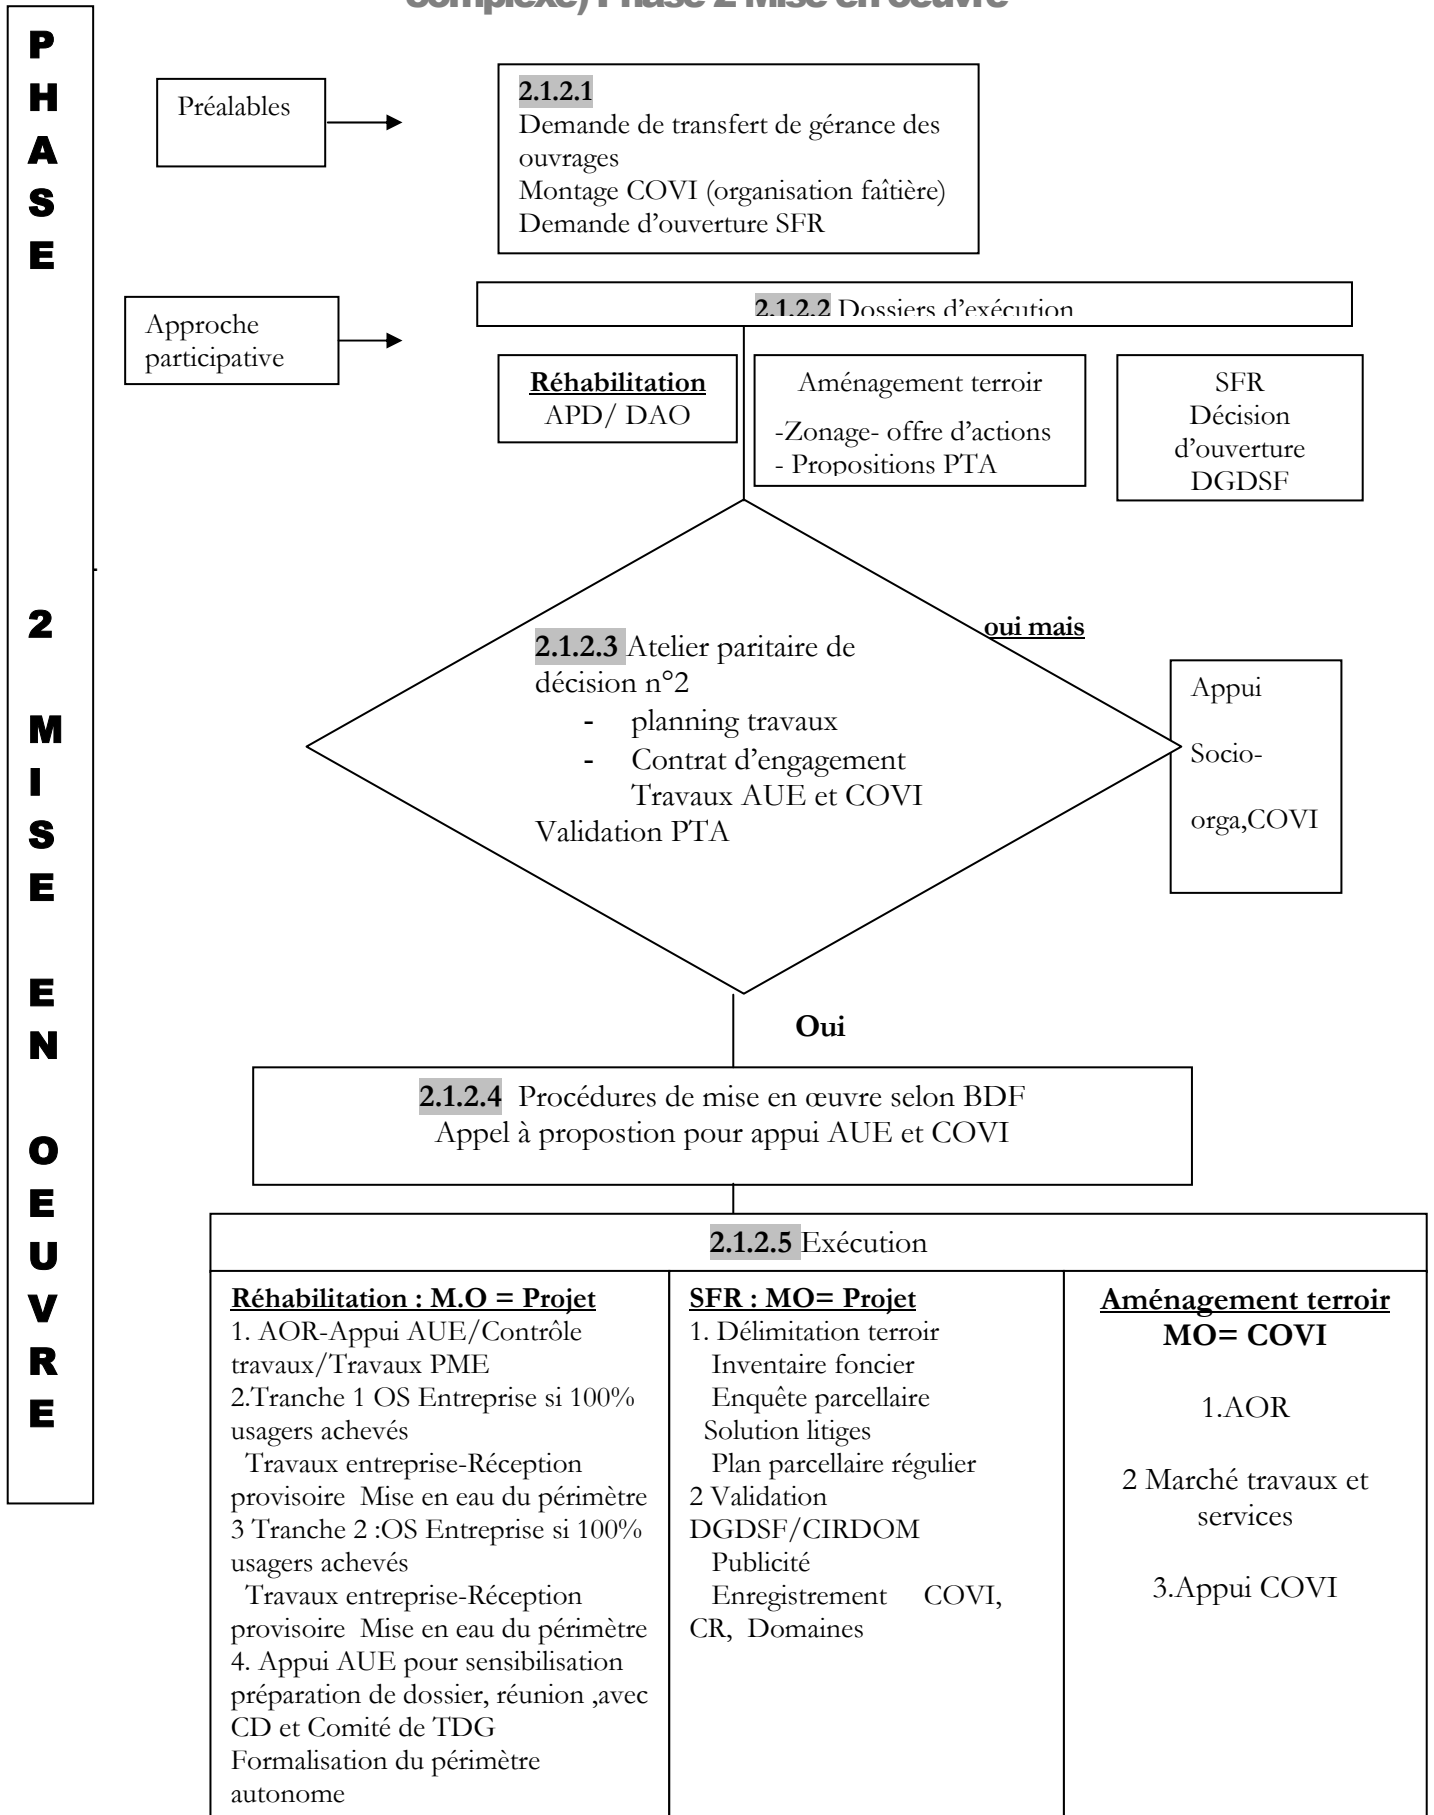 complexe) Phase 2 Mise en oeuvre
P
H
A
S
E
2
M
I
S
E
E
N
O
E
U
V
R
E
Préalables
2.1.2.1
Demande de transfert de gérance des
ouvrages
Montage COVI (organisation faîtière)
Demande d'ouverture SFR
Approche
participative
2.1.2.2 Dossiers d'exécution
Réhabilitation
APD/ DAO
Aménagement terroir
-Zonage- offre d'actions
- Propositions PTA
SFR
Décision
d'ouverture
DGDSF
oui mais
2.1.2.3 Atelier paritaire de
décision n°2
- planning travaux
- Contrat d'engagement
Travaux AUE et COVI
Validation PTA
Appui
Socio-
orga,COVI
Oui
2.1.2.4 Procédures de mise en œuvre selon BDF
Appel à propostion pour appui AUE et COVI
2.1.2.5 Exécution
Réhabilitation : M.O = Projet
1. AOR-Appui AUE/Contrôle
travaux/Travaux PME
2.Tranche 1 OS Entreprise si 100%
usagers achevés
Travaux entreprise-Réception
provisoire Mise en eau du périmètre
3 Tranche 2 :OS Entreprise si 100%
usagers achevés
Travaux entreprise-Réception
provisoire Mise en eau du périmètre
4. Appui AUE pour sensibilisation
préparation de dossier, réunion ,avec
CD et Comité de TDG
Formalisation du périmètre
autonome
SFR : MO= Projet
1. Délimitation terroir
Inventaire foncier
Enquête parcellaire
Solution litiges
Plan parcellaire régulier
2 Validation
DGDSF/CIRDOM
Publicité
Enregistrement COVI,
CR, Domaines
Aménagement terroir
MO= COVI
1.AOR
2 Marché travaux et
services
3.Appui COVI